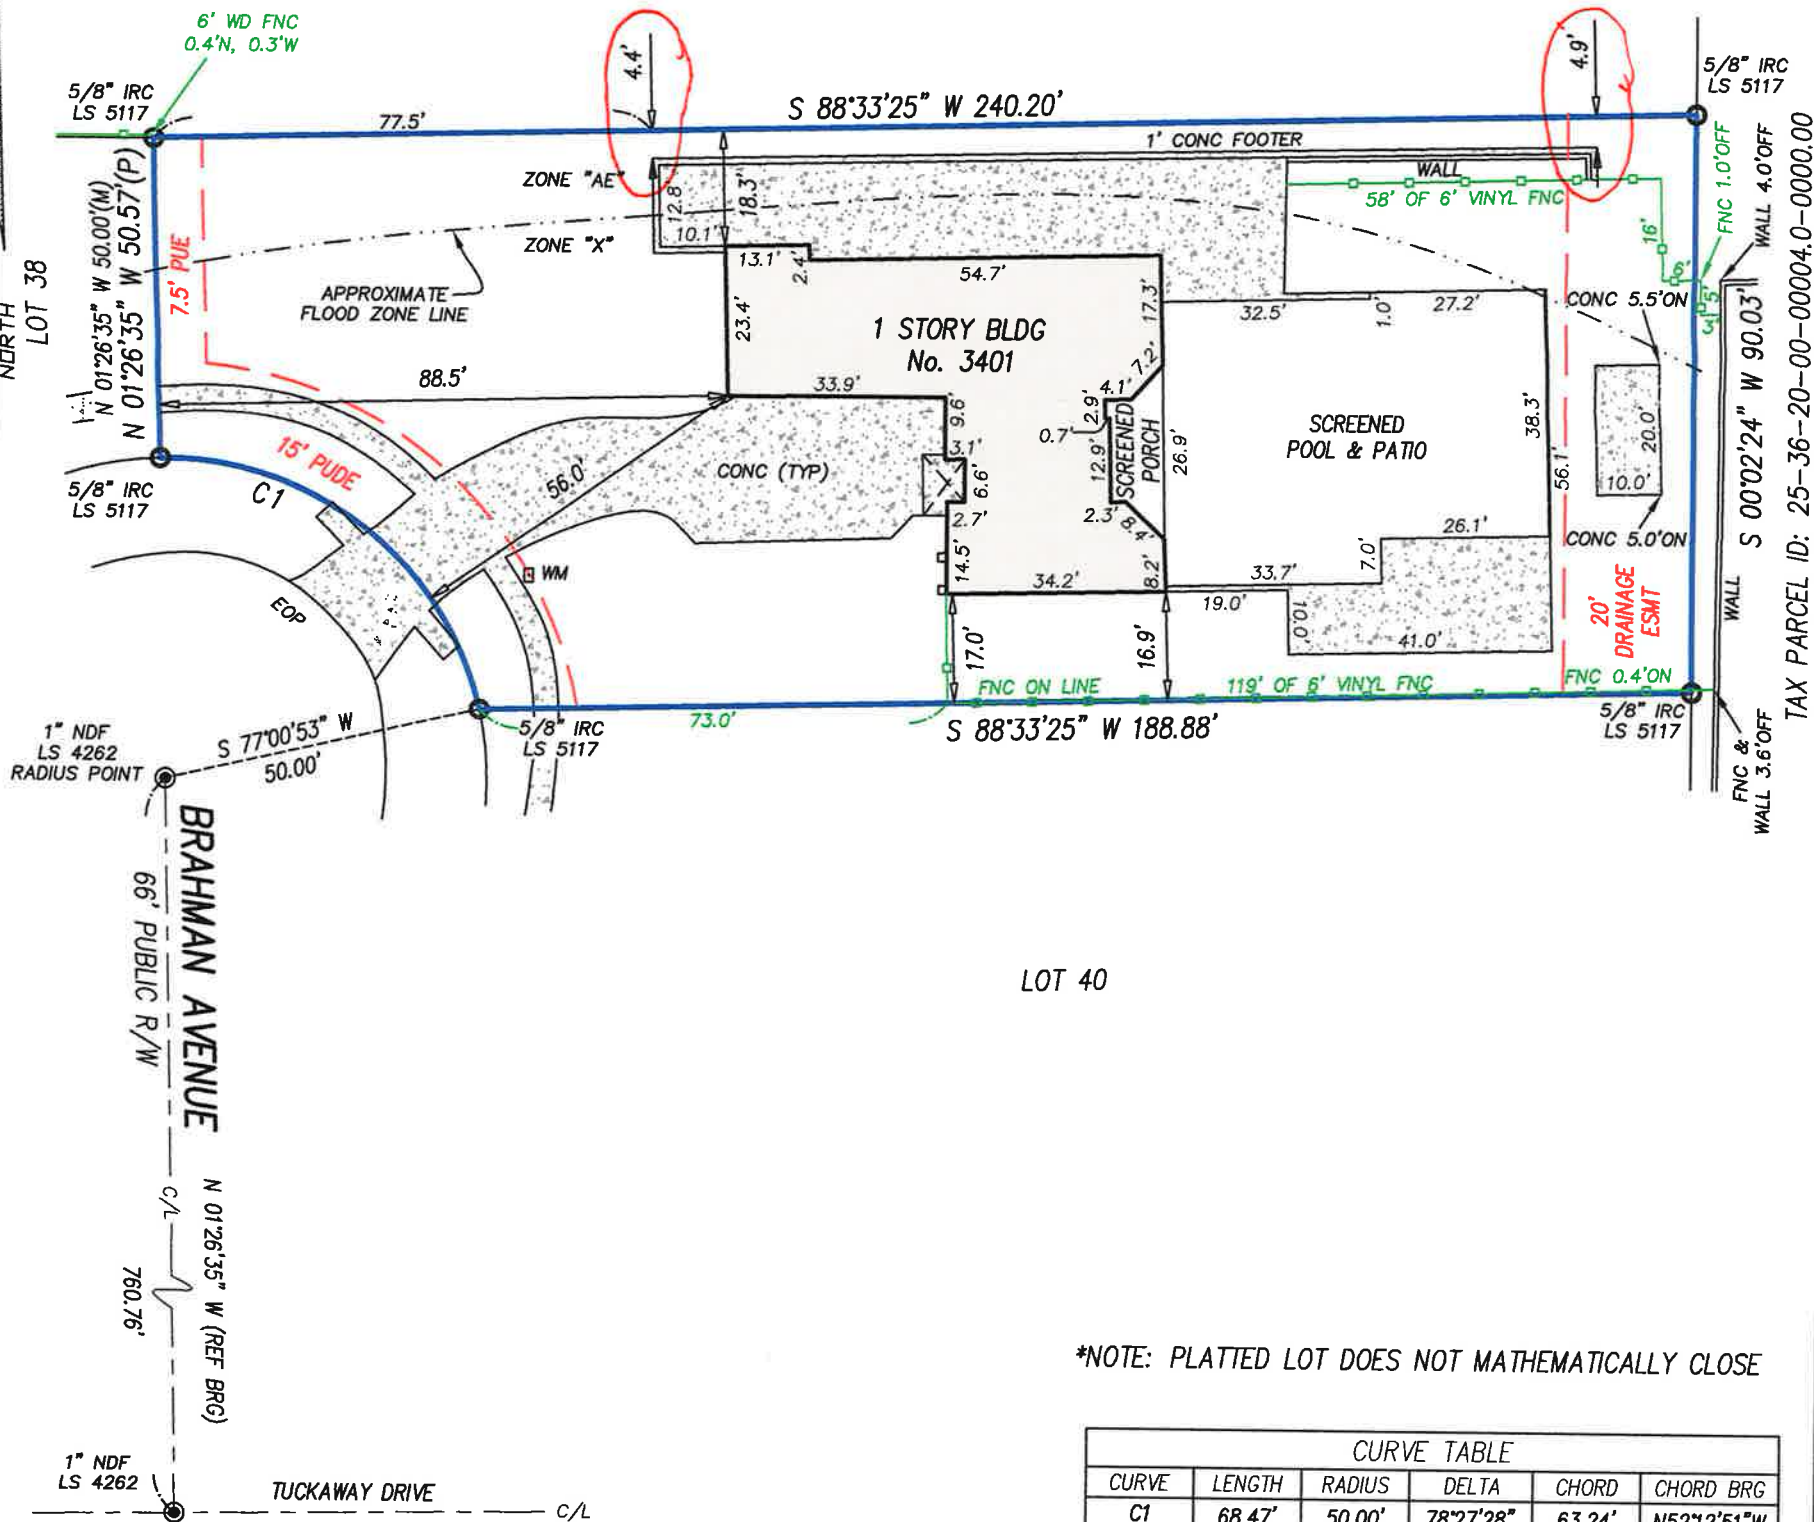 6' WD FNC
0.4'N, 0.3'W
5/8" IRC
LS 5117
77.5'
4.4'
S 88°33'25" W 240.20'
4.9'
5/8" IRC
LS 5117
1' CONC FOOTER
WALL
58' OF 6' VINYL FNC
ZONE "AE"
ZONE "X"
12.8'
18.3'
10.1'
NORTH
LOT 38
N 01°26'35" W 50.00'(M)
N 01°26'35" W 50.57'(P)
7.5' PUE
APPROXIMATE
FLOOD ZONE LINE
13.1'
2.4'
54.7'
23.4'
17.3'
1 STORY BLDG
No. 3401
88.5'
33.9'
9.6'
3.1'
6.6'
2.7'
14.5'
34.2'
8.2'
7.2'
4.1'
2.9'
0.7'
12.9'
2.3'
8.4'
SCREENED
PORCH
26.9'
32.5'
1.0'
27.2'
SCREENED
POOL & PATIO
38.3'
56.1'
16'
6'
5'
3'
FNC 1.0'OFF
WALL 4.0'OFF
CONC 5.5'ON
20.0'
10.0'
CONC 5.0'ON
26.1'
7.0'
33.7'
19.0'
10.0'
41.0'
20'
DRAINAGE
ESMT
S 00°02'24" W 90.03'
WALL
TAX PARCEL ID: 25-36-20-00-00004.0-0000.00
5/8" IRC
LS 5117
15' PUDE
C1
56.0'
CONC (TYP)
WM
EOP
17.0'
16.9'
FNC ON LINE
119' OF 6' VINYL FNC
FNC 0.4'ON
73.0'
S 88°33'25" W 188.88'
5/8" IRC
LS 5117
5/8" IRC
LS 5117
FNC &
WALL 3.6'OFF
1" NDF
LS 4262
RADIUS POINT
S 77°00'53" W
50.00'
BRAHMAN AVENUE
66' PUBLIC R/W
C/L
N 01°26'35" W (REF BRG)
760.76'
LOT 40
1" NDF
LS 4262
TUCKAWAY DRIVE
C/L
*NOTE: PLATTED LOT DOES NOT MATHEMATICALLY CLOSE
CURVE TABLE
CURVE LENGTH RADIUS DELTA CHORD CHORD BRG
C1 68.47' 50.00' 78°27'28" 63.24' N52°12'51"W